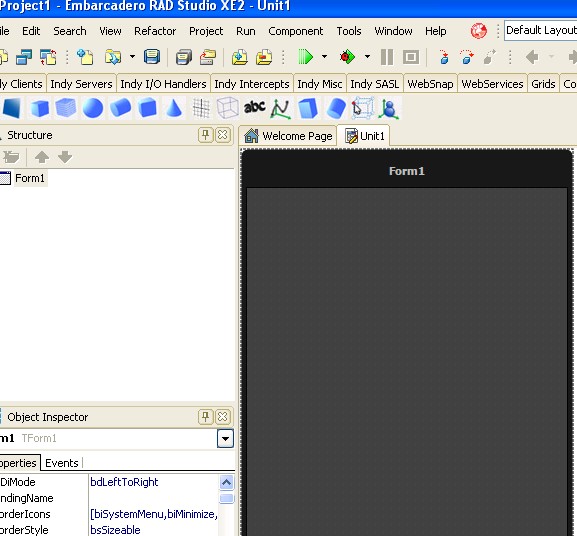 Project1 - Embarcadero RAD Studio XE2 - Unit1
ile Edit Search View Refactor Project Run Component Tools Window Help Default Layout
dy Clients Indy Servers Indy I/O Handlers Indy Intercepts Indy Misc Indy SASL WebSnap WebServices Grids Co
abc
Structure
Welcome Page Unit1
Form1
Form1
Object Inspector
m1 TForm1
operties Events
DiMode bdLeftToRight
ndingName
orderIcons [biSystemMenu,biMinimize,
orderStyle bsSizeable